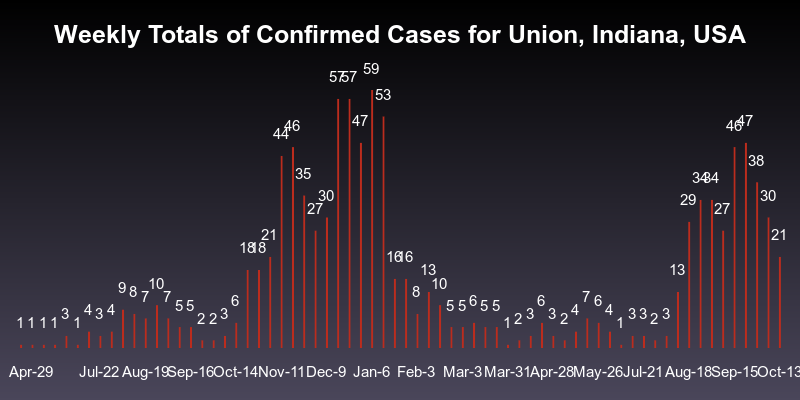 Weekly Totals of Confirmed Cases for Union, Indiana, USA
1 1 1 1 3 1 4 3 4 9 8 7 10 7 5 5 2 2 3 6 18 18 21 44 46 35 27 30 57 57 47 59 53 16 16 8 13 10 5 5 6 5 5 1 2 3 6 3 2 4 7 6 4 1 3 3 2 3 13 29 34 34 27 46 47 38 30 21
Apr-29 Jul-22 Aug-19 Sep-16 Oct-14 Nov-11 Dec-9 Jan-6 Feb-3 Mar-3 Mar-31 Apr-28 May-26 Jul-21 Aug-18 Sep-15 Oct-13